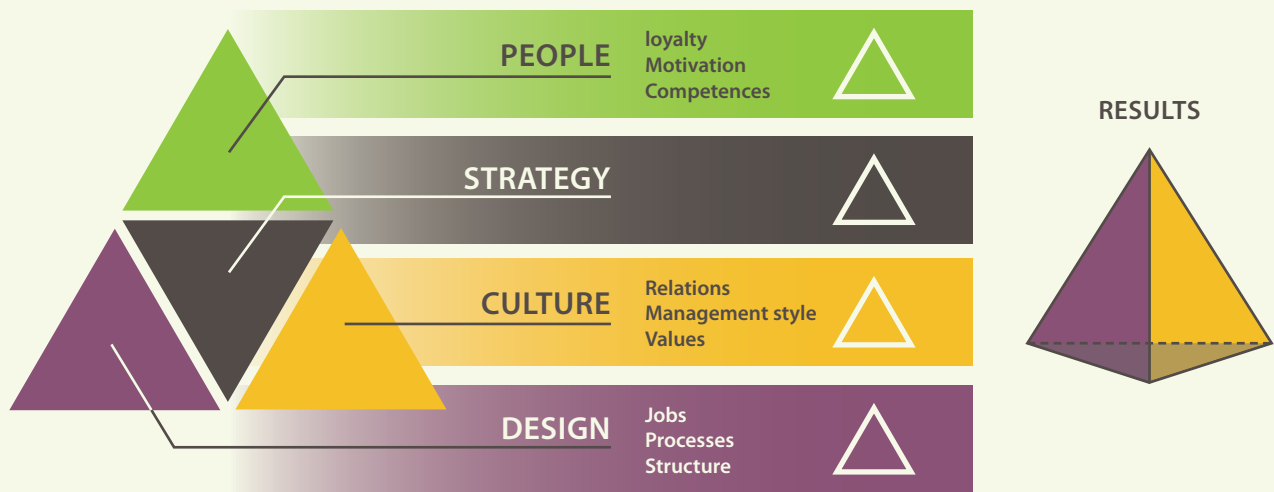 PEOPLE
loyalty
Motivation
Competences
STRATEGY
CULTURE
Relations
Management style
Values
DESIGN
Jobs
Processes
Structure
RESULTS